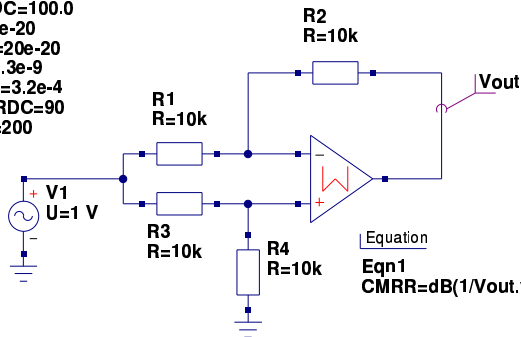 DC=100.0
e-20
=20e-20
.3e-9
=3.2e-4
RDC=90
=200
R2
R=10k
Vout
R1
R=10k
V1
U=1 V
R3
R=10k
R4
R=10k
Equation
Eqn1
CMRR=dB(1/Vout.